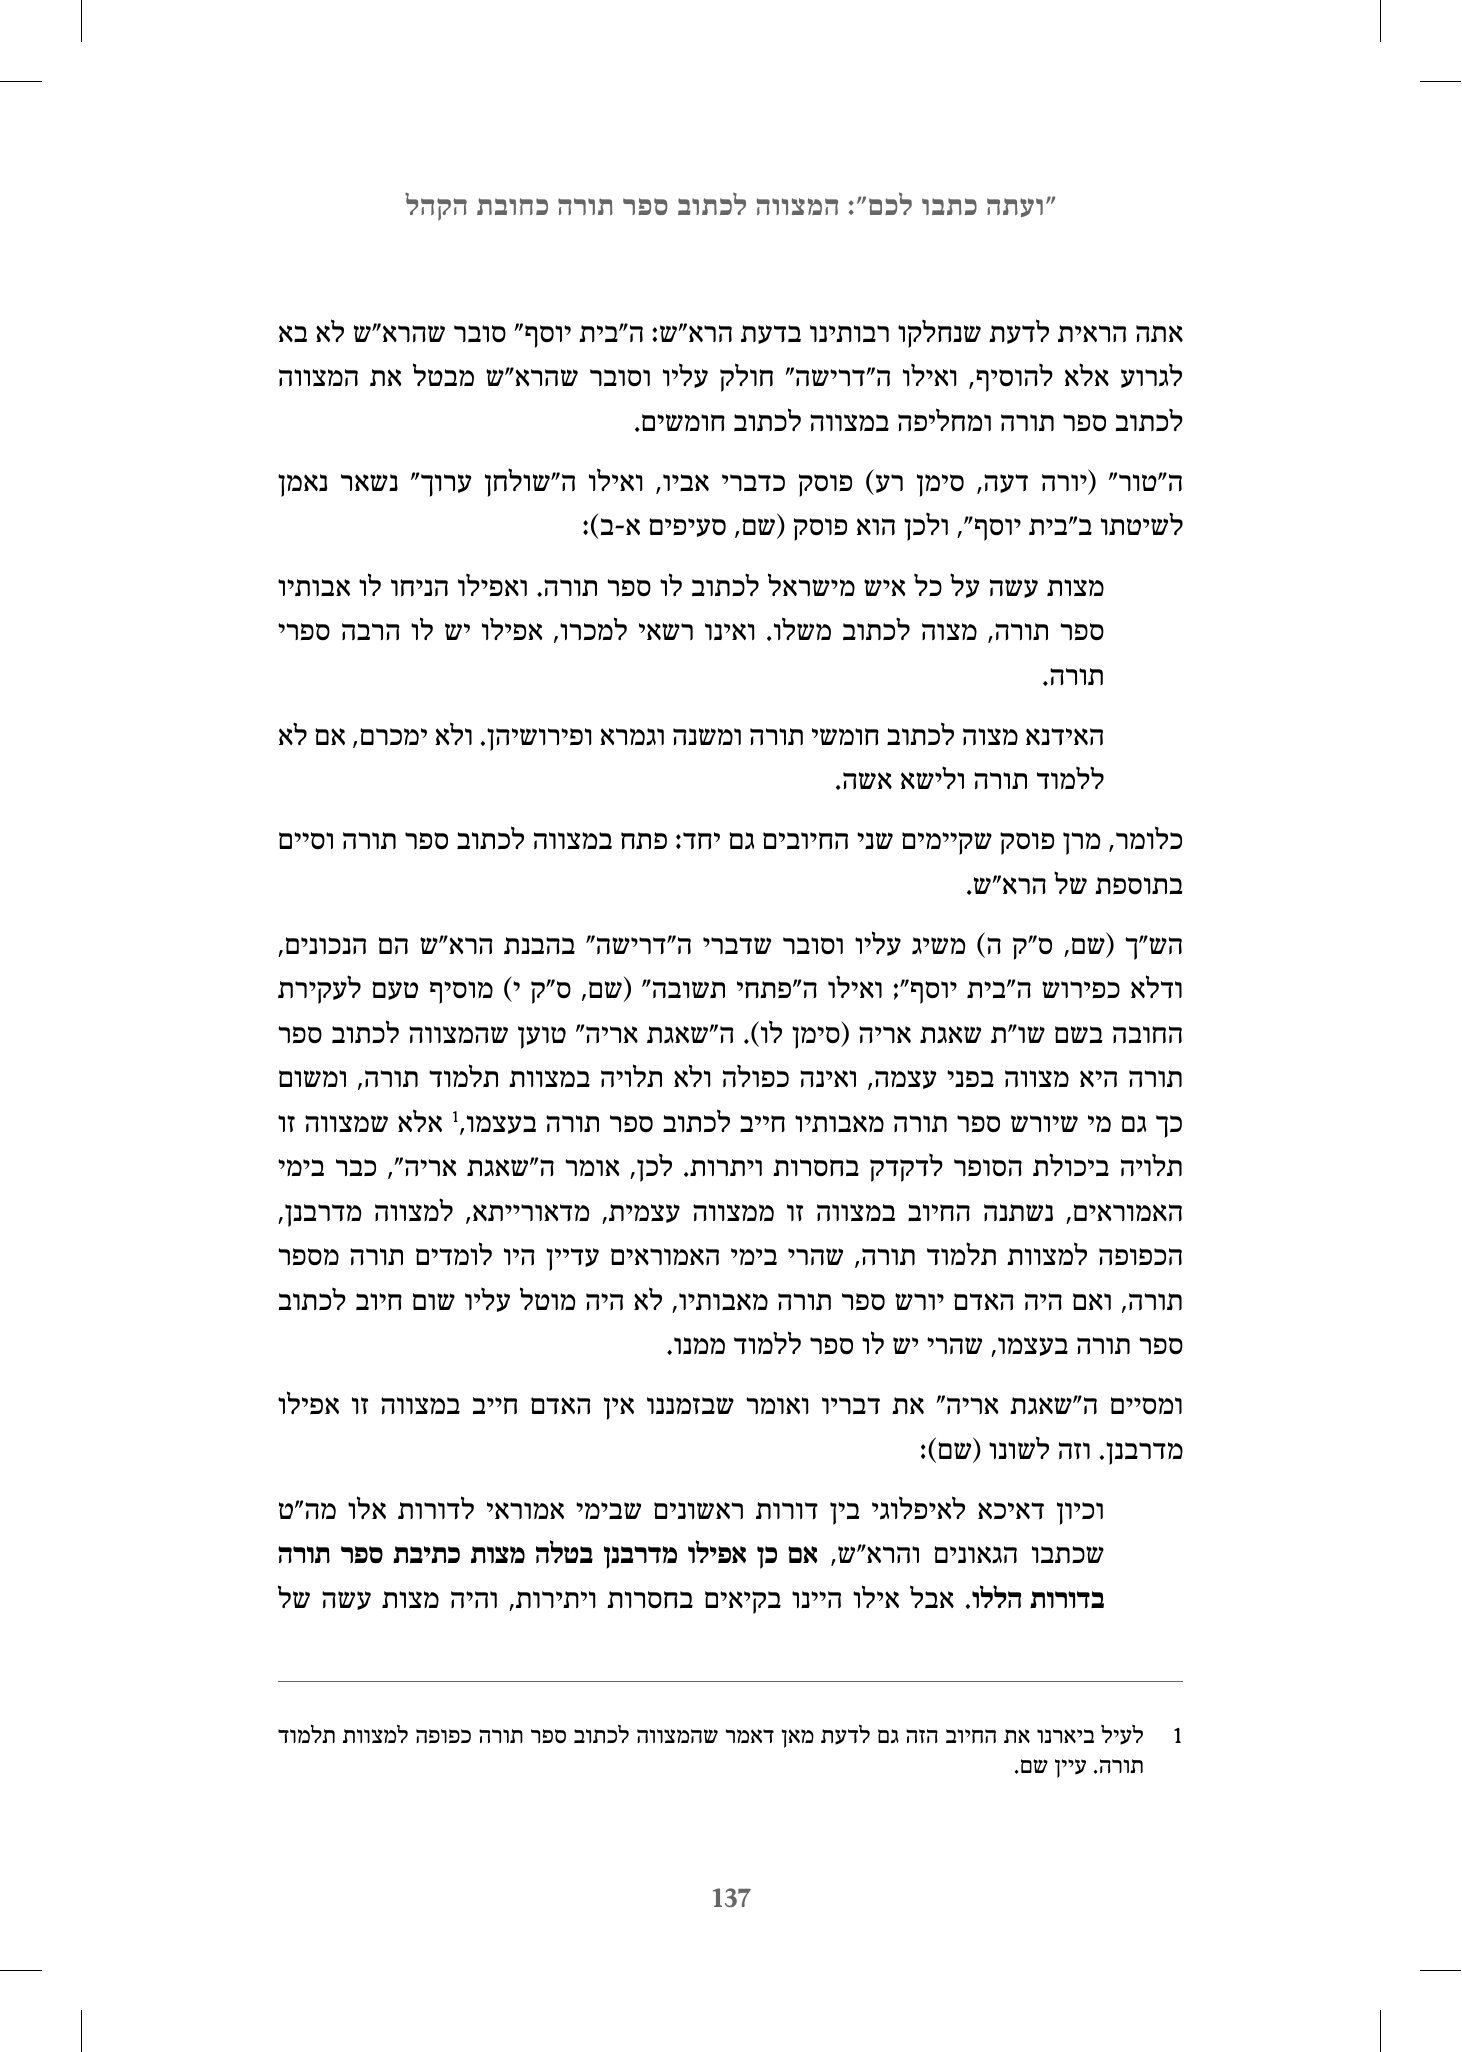 "ועתה כתבו לכם": המצווה לכתוב ספר תורה כחובת הקהל
אתה הראית לדעת שנחלקו רבותינו בדעת הרא"ש: ה"בית יוסף" סובר שהרא"ש לא בא
לגרוע אלא להוסיף, ואילו ה"דרישה" חולק עליו וסובר שהרא"ש מבטל את המצווה
לכתוב ספר תורה ומחליפה במצווה לכתוב חומשים.
ה"טור" (יורה דעה, סימן רע) פוסק כדברי אביו, ואילו ה"שולחן ערוך" נשאר נאמן
לשיטתו ב"בית יוסף", ולכן הוא פוסק (שם, סעיפים א-ב):
מצות עשה על כל איש מישראל לכתוב לו ספר תורה. ואפילו הניחו לו אבותיו
ספר תורה, מצוה לכתוב משלו. ואינו רשאי למכרו, אפילו יש לו הרבה ספרי
תורה.
האידנא מצוה לכתוב חומשי תורה ומשנה וגמרא ופירושיהן. ולא ימכרם, אם לא
ללמוד תורה ולישא אשה.
כלומר, מרן פוסק שקיימים שני החיובים גם יחד: פתח במצווה לכתוב ספר תורה וסיים
בתוספת של הרא"ש.
הש"ך (שם, ס"ק ה) משיג עליו וסובר שדברי ה"דרישה" בהבנת הרא"ש הם הנכונים,
ודלא כפירוש ה"בית יוסף"; ואילו ה"פתחי תשובה" (שם, ס"ק י) מוסיף טעם לעקירת
החובה בשם שו"ת שאגת אריה (סימן לו). ה"שאגת אריה" טוען שהמצווה לכתוב ספר
תורה היא מצווה בפני עצמה, ואינה כפולה ולא תלויה במצוות תלמוד תורה, ומשום
כך גם מי שיורש ספר תורה מאבותיו חייב לכתוב ספר תורה בעצמו,1 אלא שמצווה זו
תלויה ביכולת הסופר לדקדק בחסרות ויתרות. לכן, אומר ה"שאגת אריה", כבר בימי
האמוראים, נשתנה החיוב במצווה זו ממצווה עצמית, מדאורייתא, למצווה מדרבנן,
הכפופה למצוות תלמוד תורה, שהרי בימי האמוראים עדיין היו לומדים תורה מספר
תורה, ואם היה האדם יורש ספר תורה מאבותיו, לא היה מוטל עליו שום חיוב לכתוב
ספר תורה בעצמו, שהרי יש לו ספר ללמוד ממנו.
ומסיים ה"שאגת אריה" את דבריו ואומר שבזמננו אין האדם חייב במצווה זו אפילו
מדרבנן. וזה לשונו (שם):
וכיון דאיכא לאיפלוגי בין דורות ראשונים שבימי אמוראי לדורות אלו מה"ט
שכתבו הגאונים והרא"ש, אם כן אפילו מדרבנן בטלה מצות כתיבת ספר תורה
בדורות הללו. אבל אילו היינו בקיאים בחסרות ויתירות, והיה מצות עשה של
1 לעיל ביארנו את החיוב הזה גם לדעת מאן דאמר שהמצווה לכתוב ספר תורה כפופה למצוות תלמוד
תורה. עיין שם.
137